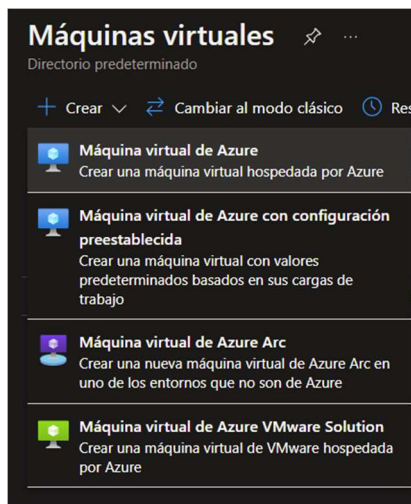 Máquinas virtuales
Directorio predeterminado
Crear Cambiar al modo clásico Res
Máquina virtual de Azure
Crear una máquina virtual hospedada por Azure
Máquina virtual de Azure con configuración
preestablecida
Crear una máquina virtual con valores
predeterminados basados en sus cargas de
trabajo
Máquina virtual de Azure Arc
Crear una nueva máquina virtual de Azure Arc en
uno de los entornos que no son de Azure
Máquina virtual de Azure VMware Solution
Crear una máquina virtual de VMware hospedada
por Azure